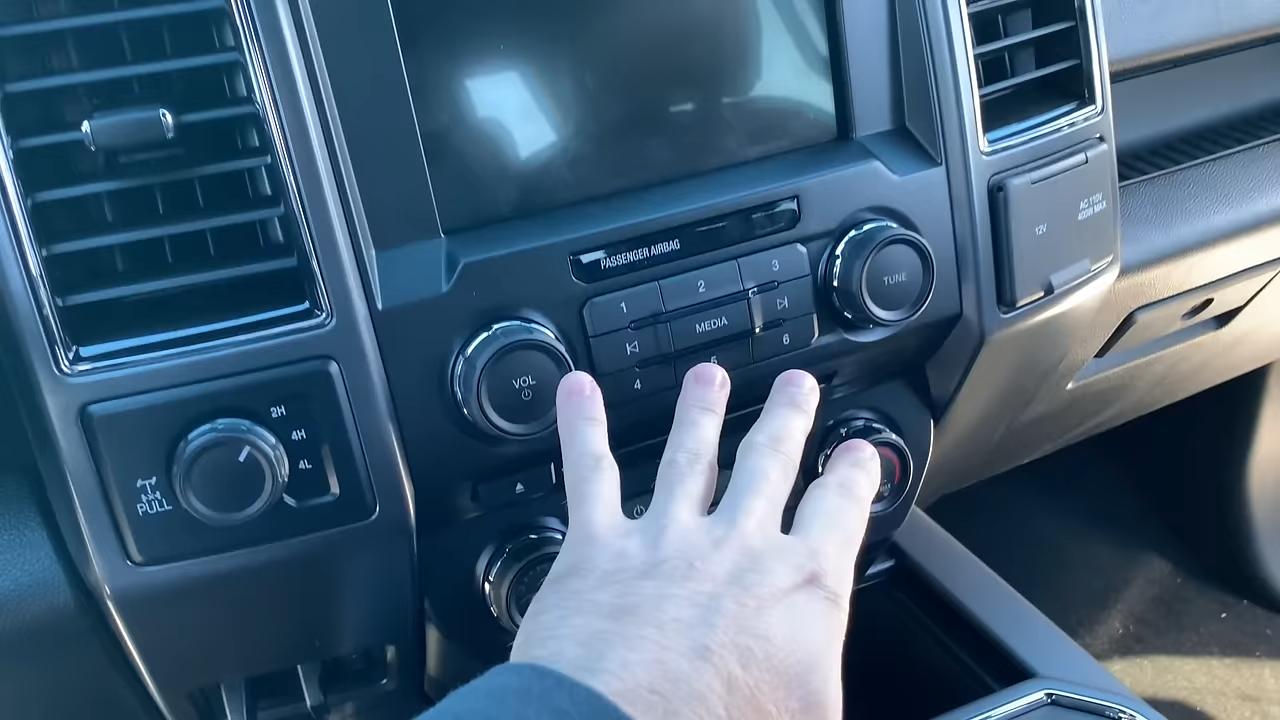 PASSENGER AIRBAG
1
2
3
MEDIA
4
5
6
VOL
TUNE
2H
4H
4L
PULL
12V
AC 110V
400W MAX